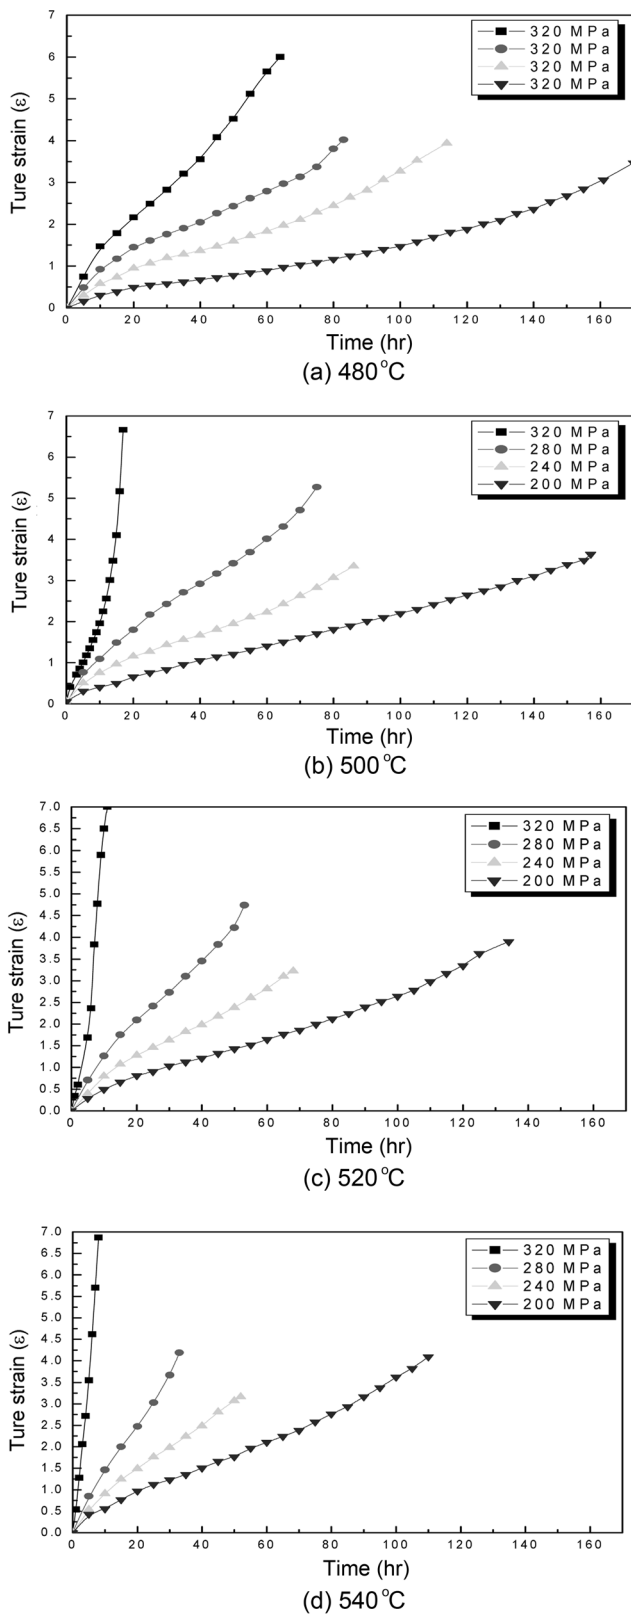 7
6
5
4
3
2
1
0
Ture strain (ε)
320 MPa
320 MPa
320 MPa
320 MPa
0 20 40 60 80 100 120 140 160
Time (hr)
(a) 480°C
7
6
5
4
3
2
1
0
Ture strain (ε)
320 MPa
280 MPa
240 MPa
200 MPa
0 20 40 60 80 100 120 140 160
Time (hr)
(b) 500°C
7.0
6.5
6.0
5.5
5.0
4.5
4.0
3.5
3.0
2.5
2.0
1.5
1.0
0.5
0.0
Ture strain (ε)
320 MPa
280 MPa
240 MPa
200 MPa
0 20 40 60 80 100 120 140 160
Time (hr)
(c) 520°C
7.0
6.5
6.0
5.5
5.0
4.5
4.0
3.5
3.0
2.5
2.0
1.5
1.0
0.5
0.0
Ture strain (ε)
320 MPa
280 MPa
240 MPa
200 MPa
0 20 40 60 80 100 120 140 160
Time (hr)
(d) 540°C